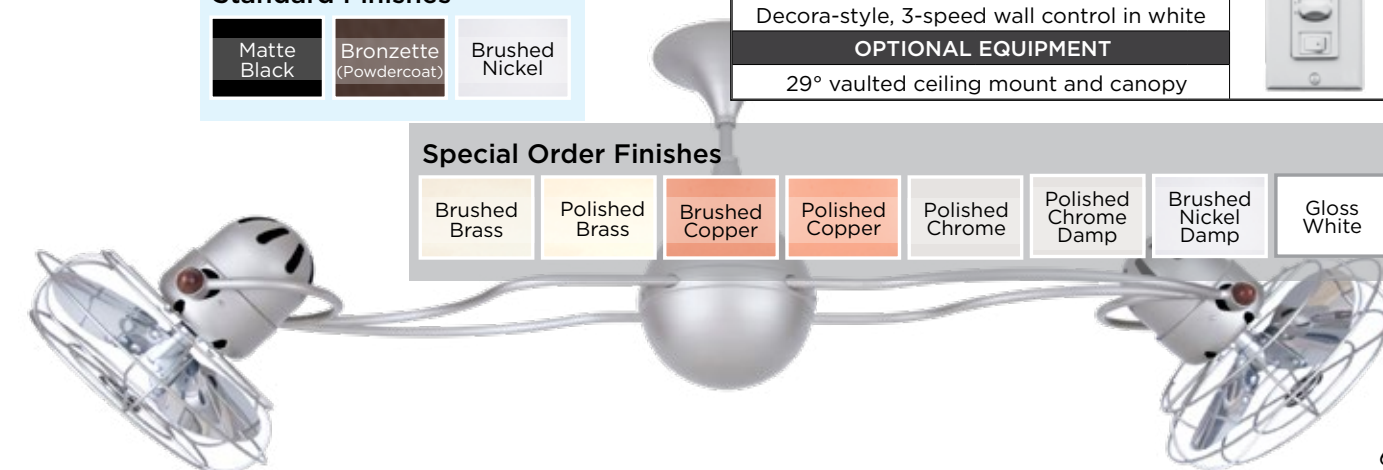 Standard Finishes
Matte
Black
Bronzette
(Powdercoat)
Brushed
Nickel
Decora-style, 3-speed wall control in white
OPTIONAL EQUIPMENT
29° vaulted ceiling mount and canopy
Special Order Finishes
Brushed
Brass
Polished
Brass
Brushed
Copper
Polished
Copper
Polished
Chrome
Polished
Chrome
Damp
Brushed
Nickel
Damp
Gloss
White